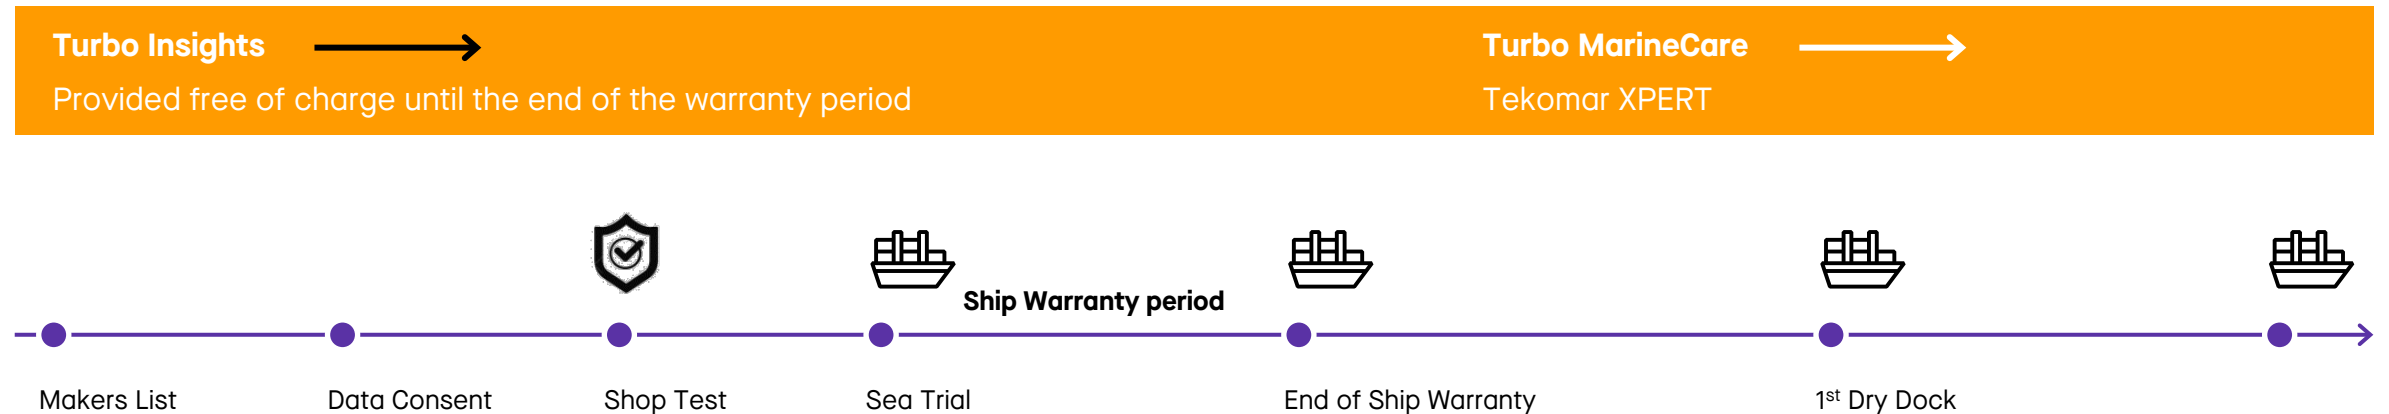 Turbo Insights
Provided free of charge until the end of the warranty period
Turbo MarineCare
Tekomar XPERT
Ship Warranty period
Makers List
Data Consent
Shop Test
Sea Trial
End of Ship Warranty
1st Dry Dock